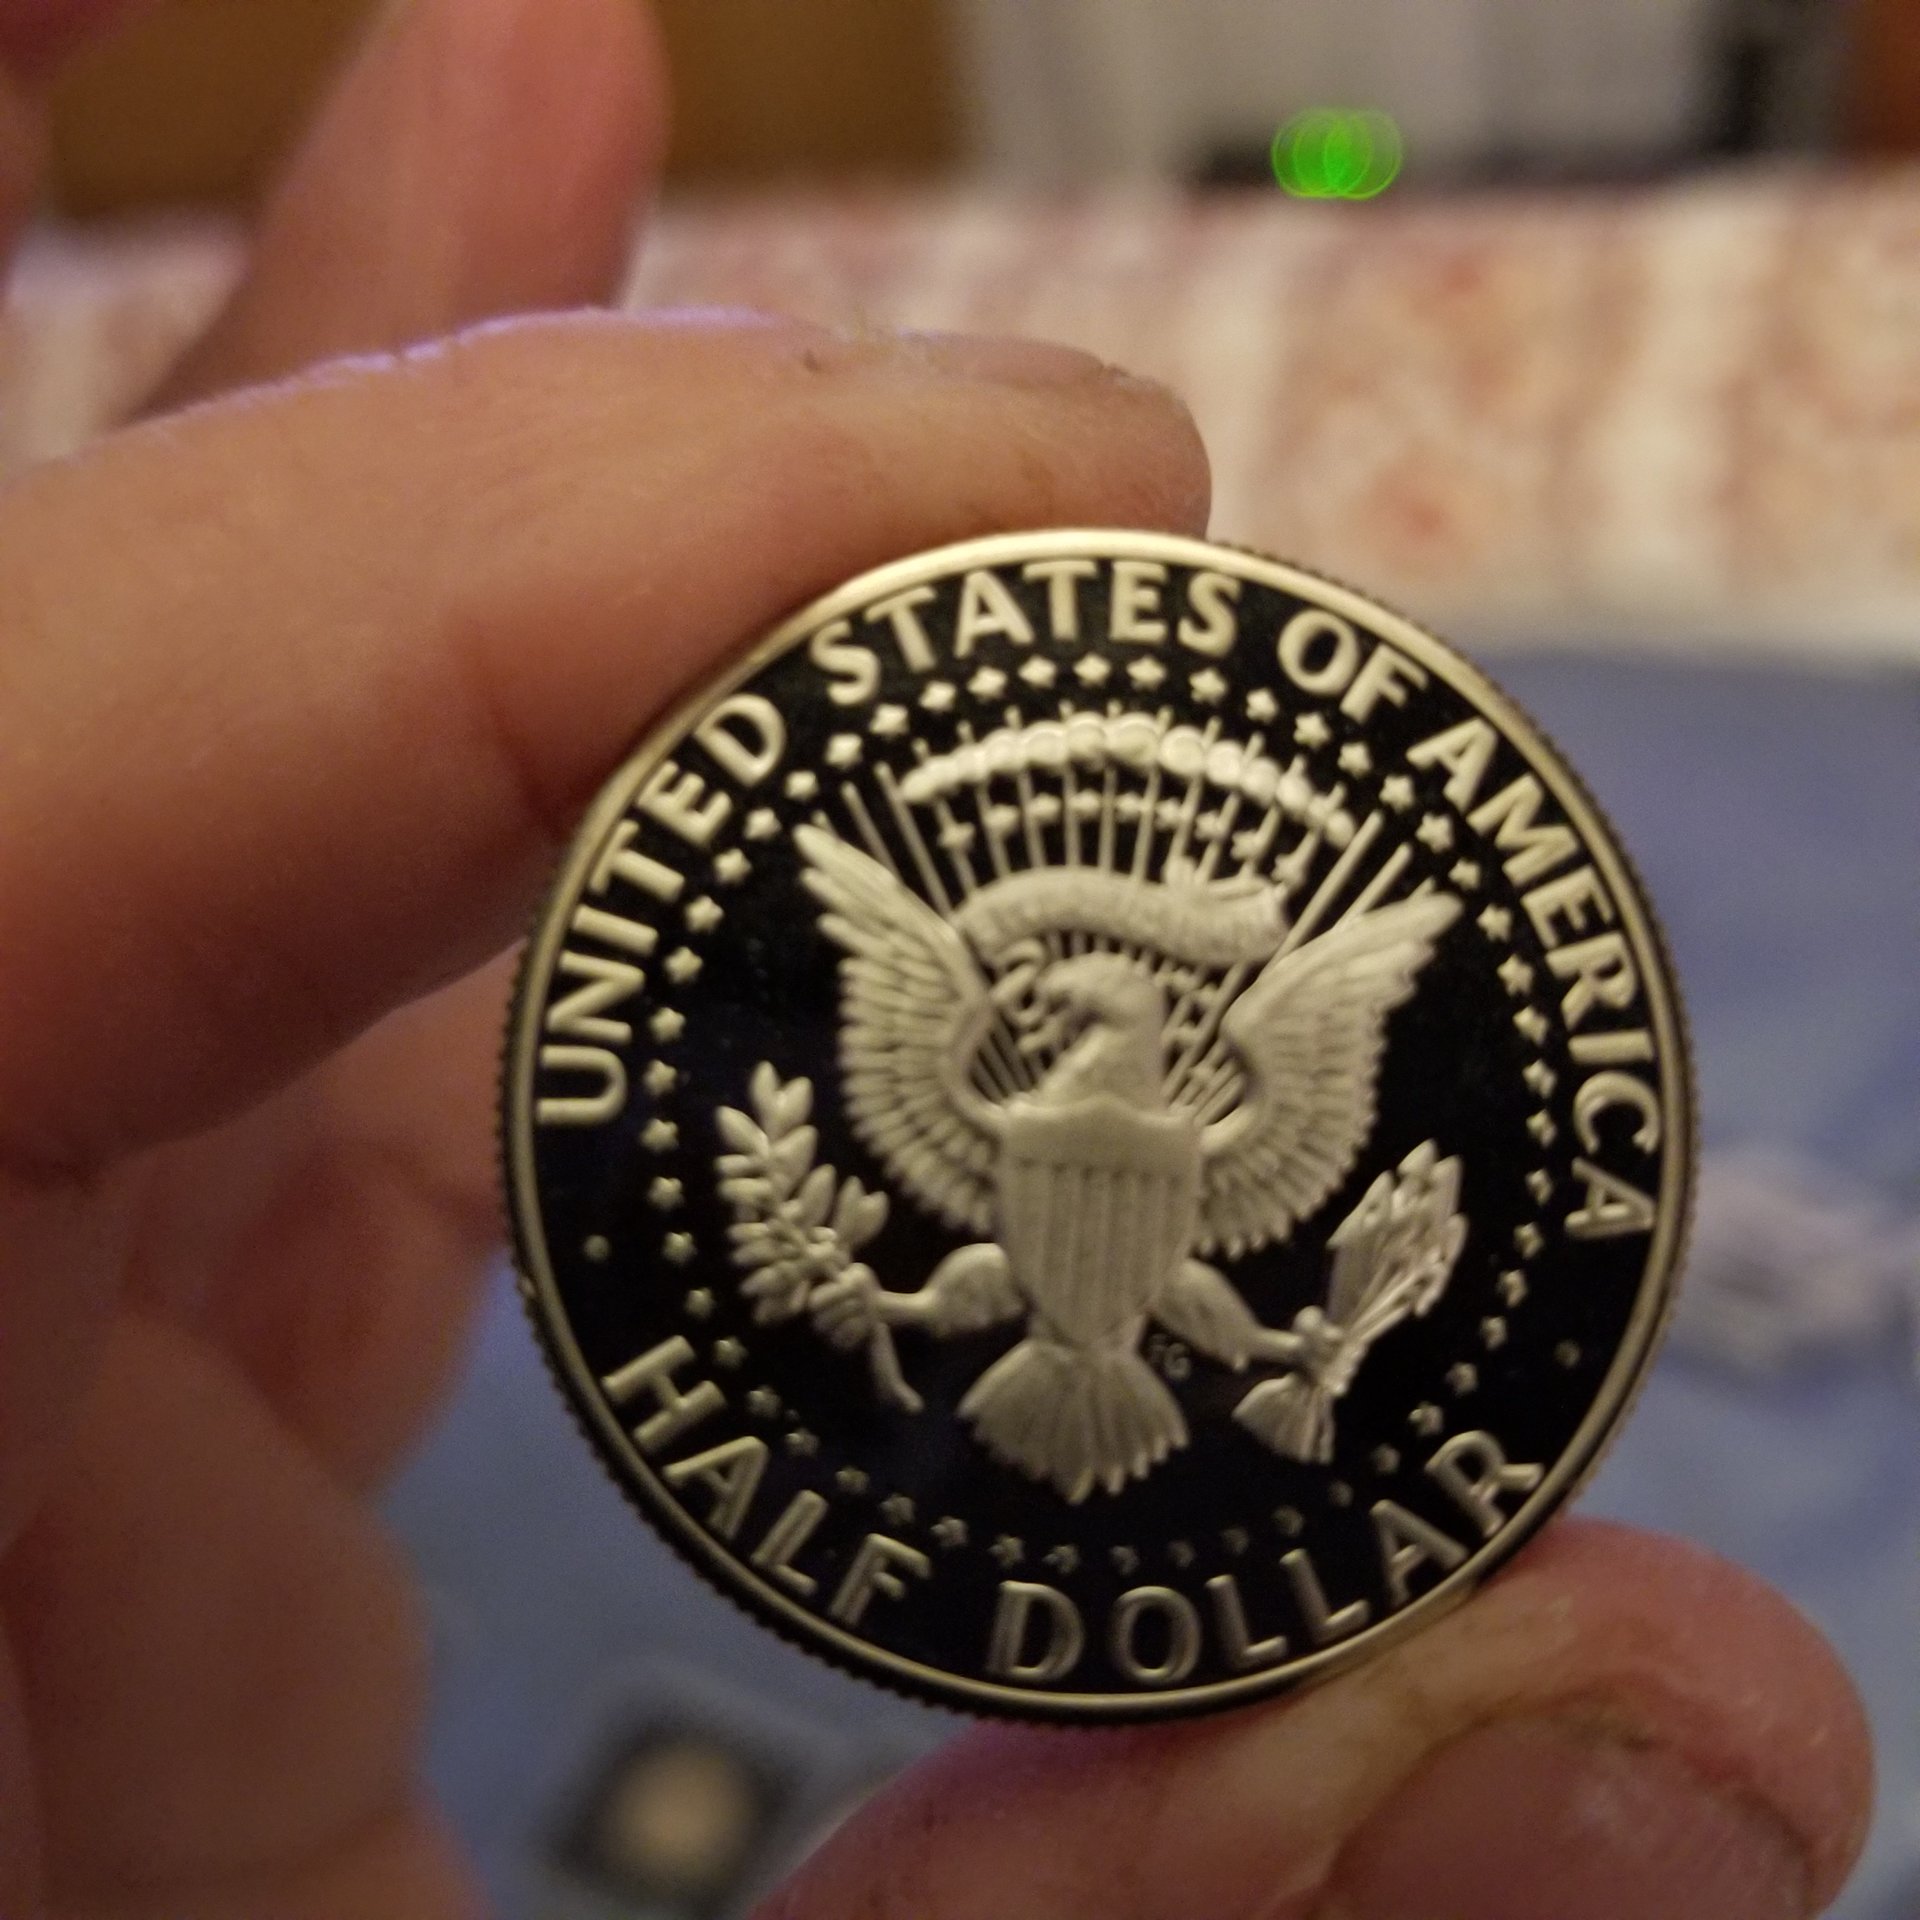 UNITED STATES OF AMERICA
FG
HALF DOLLAR